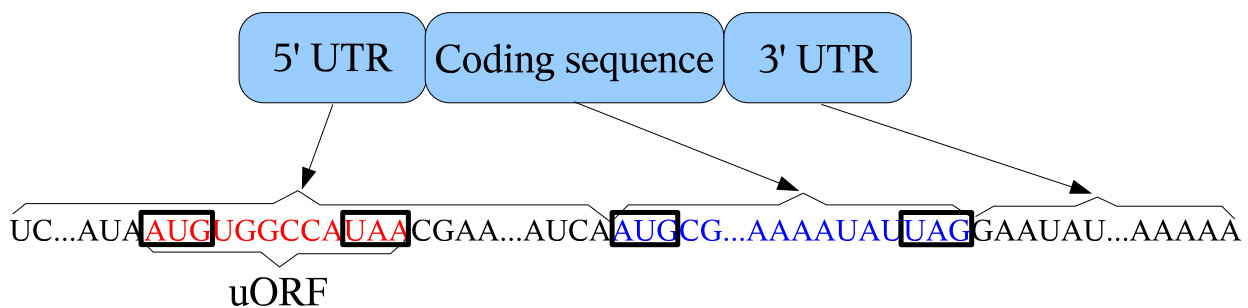 5' UTR Coding sequence 3' UTR
UC...AUAAUGUGGCCAUAACGAA...AUCAAUGCG...AAAAUAUUAGGAAUAU...AAAAA
uORF